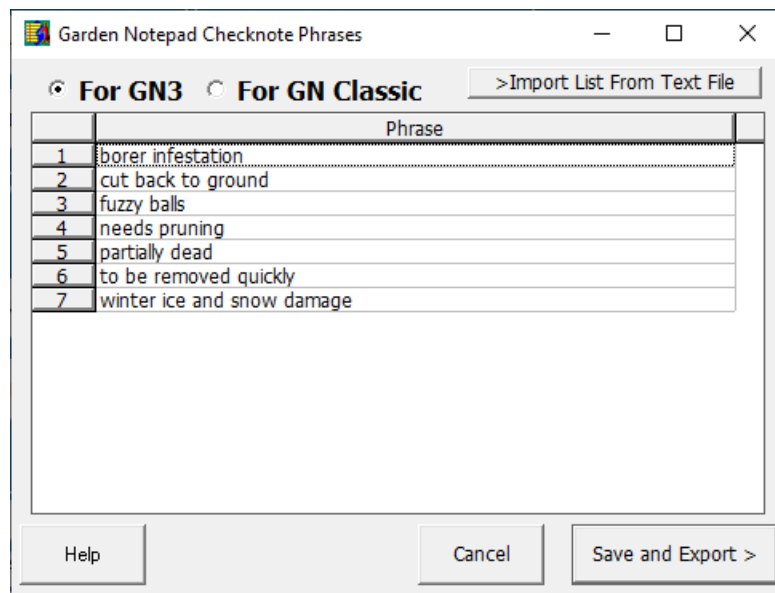 Garden Notepad Checknote Phrases
For GN3 For GN Classic >Import List From Text File
Phrase
1 borer infestation
2 cut back to ground
3 fuzzy balls
4 needs pruning
5 partially dead
6 to be removed quickly
7 winter ice and snow damage
Help Cancel Save and Export >